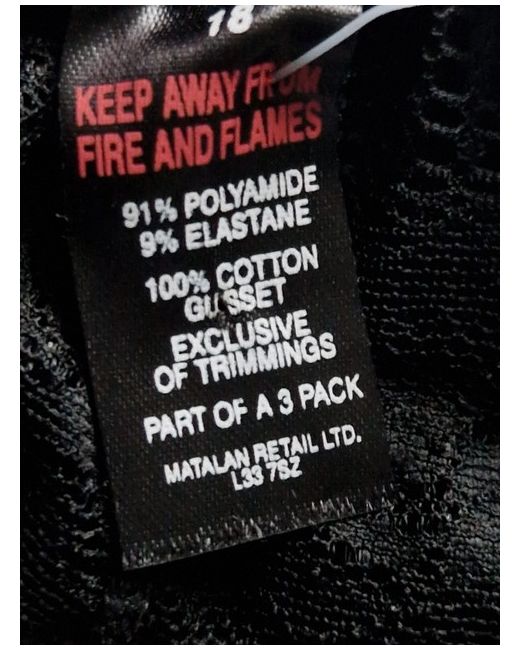 18
KEEP AWAY FROM
FIRE AND FLAMES
91% POLYAMIDE
9% ELASTANE
100% COTTON
GUSSET
EXCLUSIVE
OF TRIMMINGS
PART OF A 3 PACK
MATALAN RETAIL LTD.
L33 7SZ